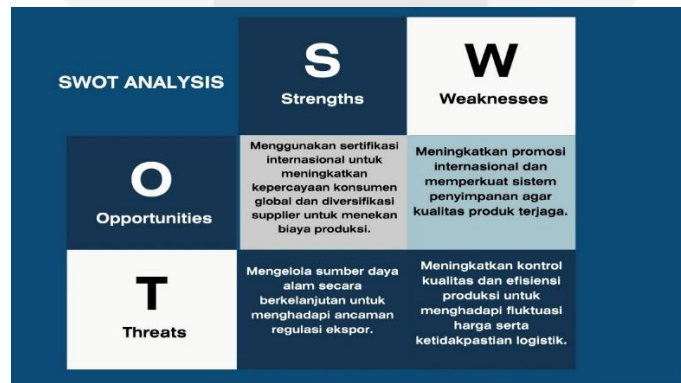 SWOT ANALYSIS
S
Strengths
W
Weaknesses
O
Opportunities
Menggunakan sertifikasi
internasional untuk
meningkatkan
kepercayaan konsumen
global dan diversifikasi
supplier untuk menekan
biaya produksi.
Meningkatkan promosi
internasional dan
memperkuat sistem
penyimpanan agar
kualitas produk terjaga.
T
Threats
Mengelola sumber daya
alam secara
berkelanjutan untuk
menghadapi ancaman
regulasi ekspor.
Meningkatkan kontrol
kualitas dan efisiensi
produksi untuk
menghadapi fluktuasi
harga serta
ketidakpastian logistik.